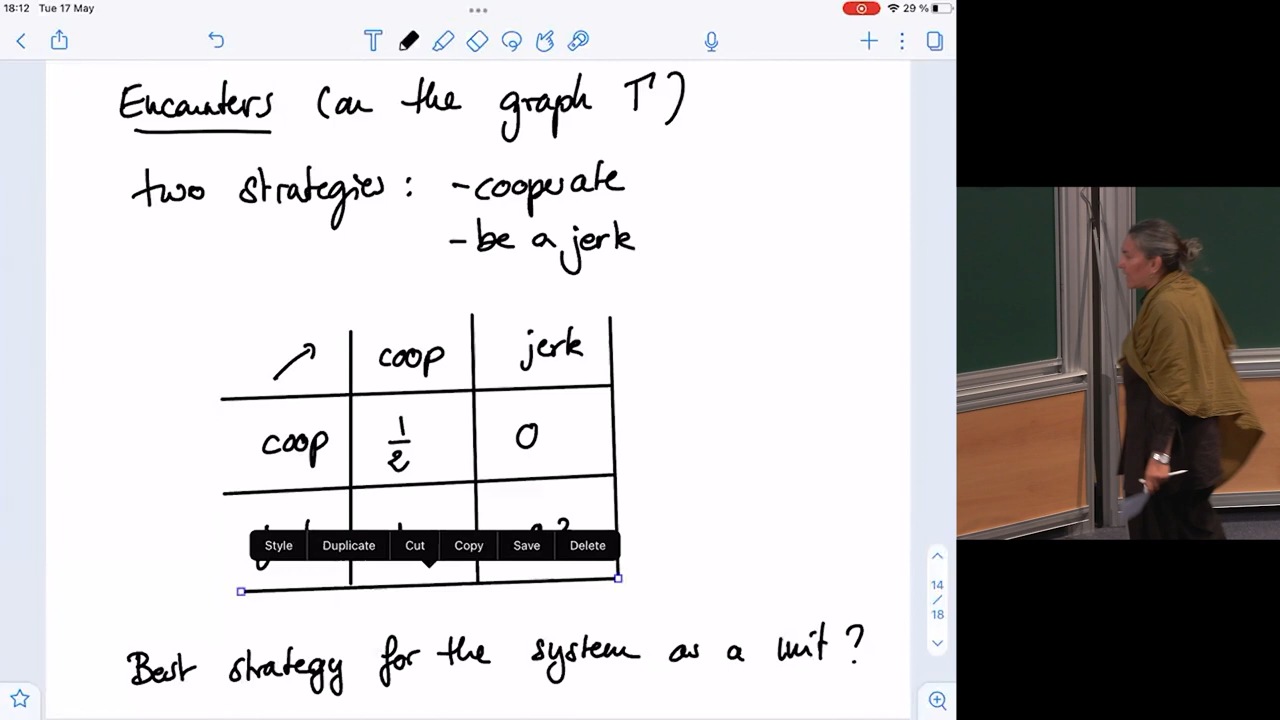 18:12 Tue 17 May
29 %
T
Encounters (on the graph Γ)
two strategies: - cooperate
- be a jerk
coop jerk
coop 1/2 0
Style Duplicate Cut Copy Save Delete
14
/
18
Best strategy for the system as a unit?